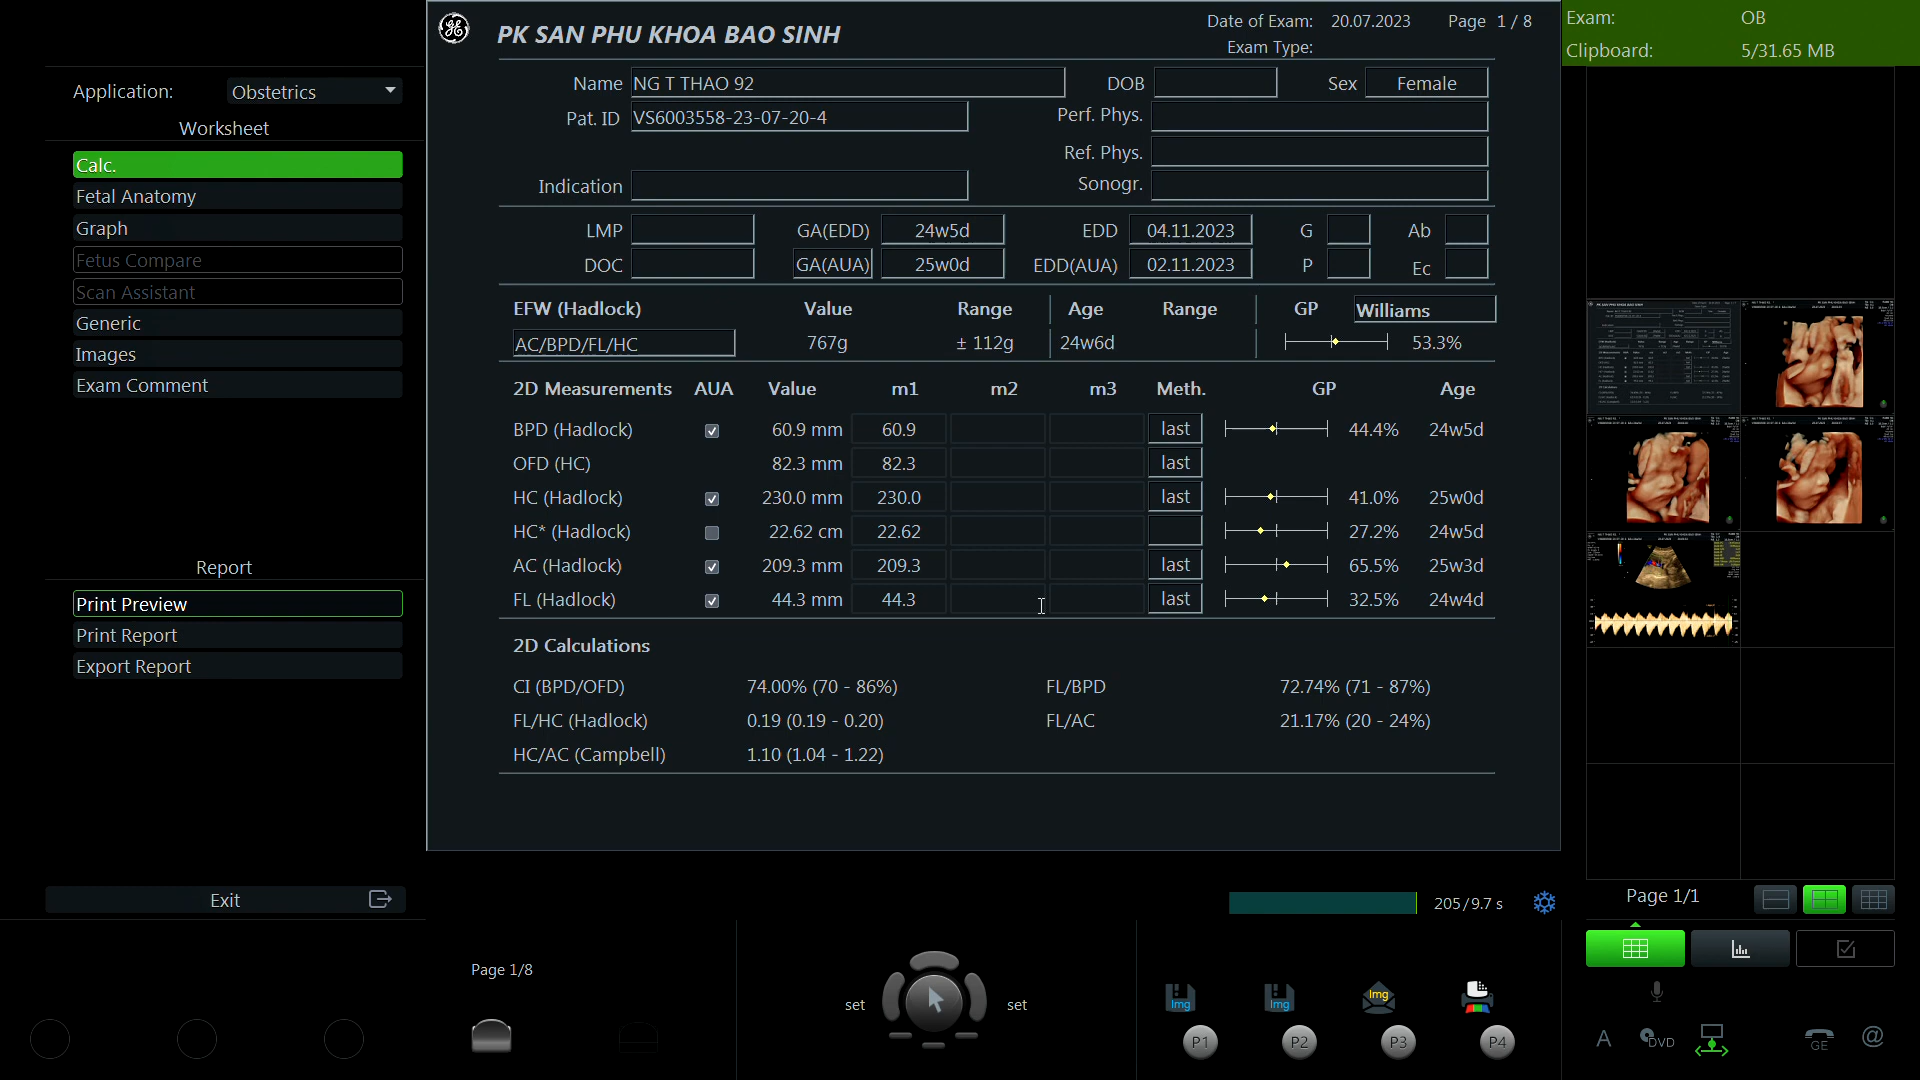 PK SAN PHU KHOA BAO SINH
Date of Exam: 20.07.2023 Page 1 / 8
Exam Type:
Exam: OB
Clipboard: 5/31.65 MB
Application: Obstetrics
Worksheet
Calc.
Fetal Anatomy
Graph
Fetus Compare
Scan Assistant
Generic
Images
Exam Comment
Report
Print Preview
Print Report
Export Report
Exit
Name NG T THAO 92 DOB Sex Female
Pat. ID VS6003558-23-07-20-4 Perf. Phys.
Ref. Phys.
Indication Sonogr.
LMP GA(EDD) 24w5d EDD 04.11.2023 G Ab
DOC GA(AUA) 25w0d EDD(AUA) 02.11.2023 P Ec
EFW (Hadlock) Value Range Age Range GP Williams
AC/BPD/FL/HC 767g ± 112g 24w6d 53.3%
2D Measurements AUA Value m1 m2 m3 Meth. GP Age
BPD (Hadlock) 60.9 mm 60.9 last 44.4% 24w5d
OFD (HC) 82.3 mm 82.3 last
HC (Hadlock) 230.0 mm 230.0 last 41.0% 25w0d
HC* (Hadlock) 22.62 cm 22.62 27.2% 24w5d
AC (Hadlock) 209.3 mm 209.3 last 65.5% 25w3d
FL (Hadlock) 44.3 mm 44.3 last 32.5% 24w4d
2D Calculations
CI (BPD/OFD) 74.00% (70 - 86%) FL/BPD 72.74% (71 - 87%)
FL/HC (Hadlock) 0.19 (0.19 - 0.20) FL/AC 21.17% (20 - 24%)
HC/AC (Campbell) 1.10 (1.04 - 1.22)
205/9.7 s
Page 1/1
Page 1/8
set set
Img Img Img
P1 P2 P3 P4
A DVD GE @